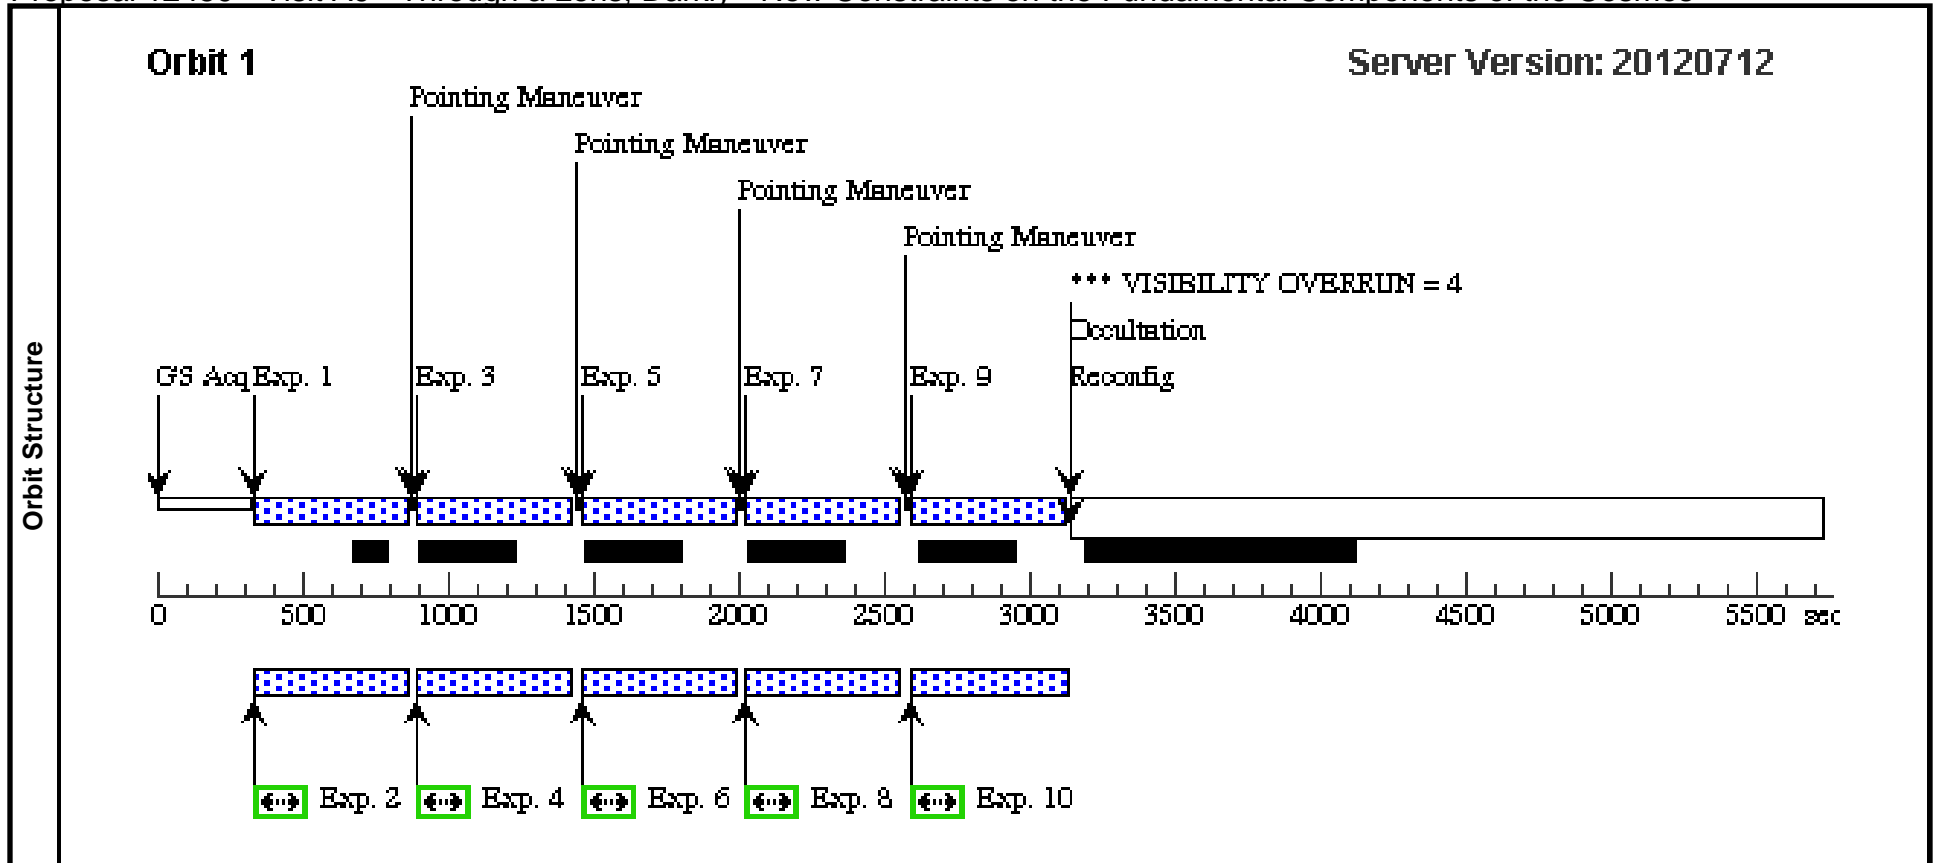 Orbit 1
Server Version: 20120712
Pointing Maneuver
Pointing Maneuver
Pointing Maneuver
Pointing Maneuver
*** VISIBILITY OVERRUN = 4
Occultation
GS Acq Exp. 1 Exp. 3 Exp. 5 Exp. 7 Exp. 9 Reconfig
Orbit Structure
0 500 1000 1500 2000 2500 3000 3500 4000 4500 5000 5500 sec
Exp. 2 Exp. 4 Exp. 6 Exp. 8 Exp. 10